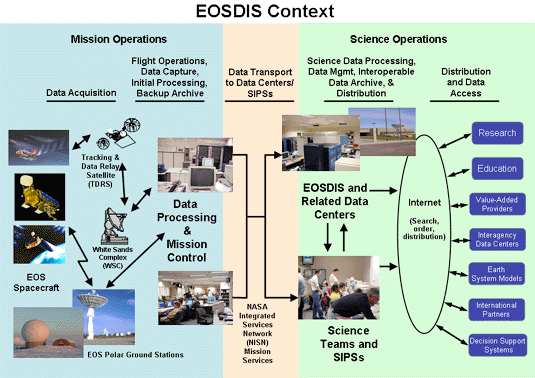 EOSDIS Context
Mission Operations
Science Operations
Data Acquisition
Flight Operations,
Data Capture,
Initial Processing,
Backup Archive
Data Transport
to Data Centers/
SIPSs
Science Data Processing,
Data Mgmt, Interoperable
Data Archive, &
Distribution
Distribution
and Data
Access
Tracking &
Data Relay
Satellite
(TDRS)
White Sands
Complex
(WSC)
EOS
Spacecraft
EOS Polar Ground Stations
Data
Processing
& Mission
Control
NASA
Integrated
Services
Network
(NISN)
Mission
Services
EOSDIS and
Related Data
Centers
Science
Teams and
SIPSs
Internet
(Search,
order,
distribution)
Research
Education
Value-Added
Providers
Interagency
Data Centers
Earth
System Models
International
Partners
Decision Support
Systems